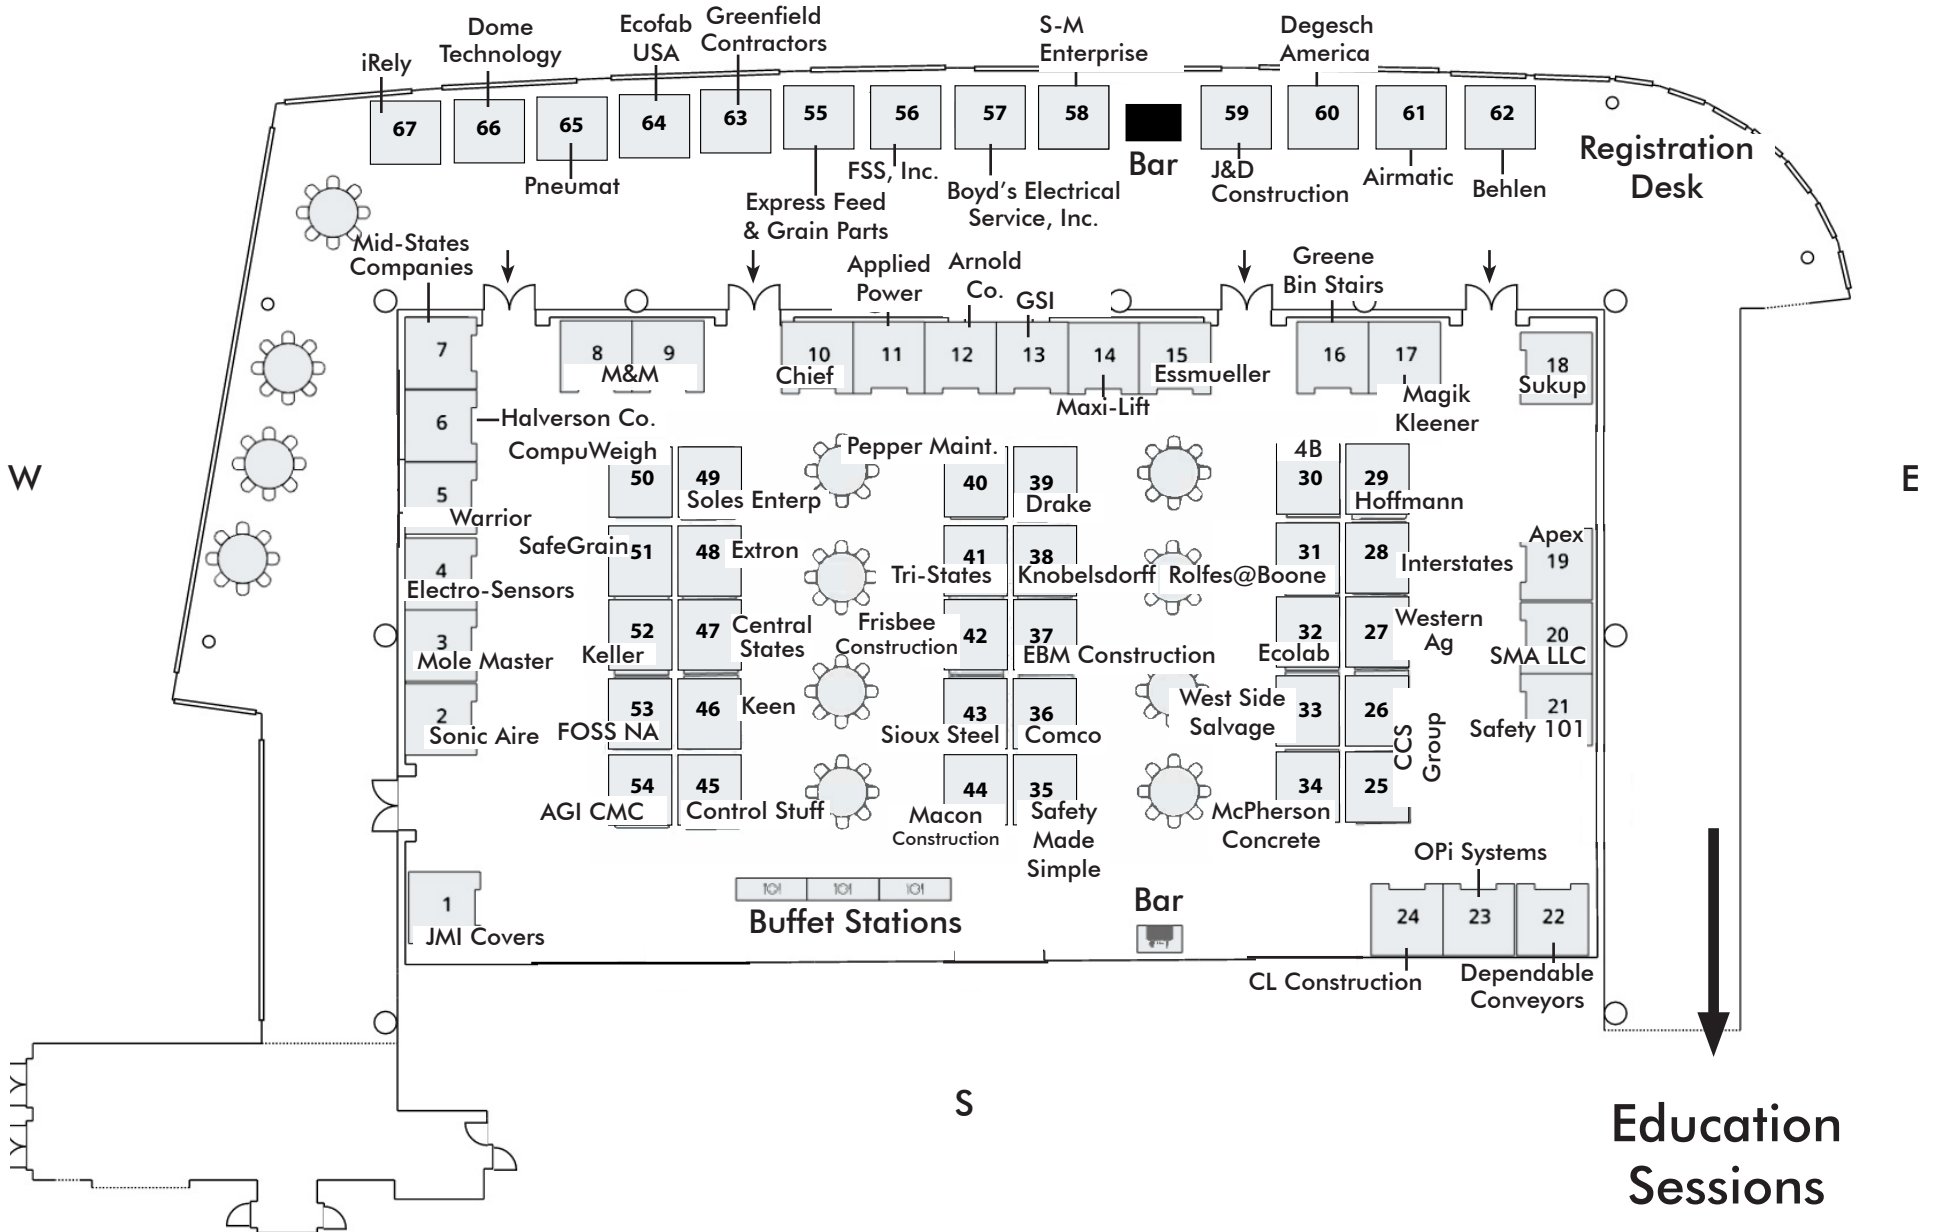 Dome
Technology
Ecofab
USA
Greenfield
Contractors
S-M
Enterprise
Degesch
America
iRely
67
66
65
64
63
55
56
57
58
59
60
61
62
Pneumat
Express Feed
& Grain Parts
FSS, Inc.
Boyd's Electrical
Service, Inc.
Bar
J&D
Construction
Airmatic
Behlen
Registration
Desk
Mid-States
Companies
Applied
Power
Arnold
Co.
GSI
Greene
Bin Stairs
7
8
9
M&M
10
Chief
11
12
13
14
Maxi-Lift
15
Essmueller
16
17
Magik
Kleener
18
Sukup
6
Halverson Co.
5
Warrior
4
Electro-Sensors
3
Mole Master
2
Sonic Aire
1
JMI Covers
W
E
CompuWeigh
50
49
Soles Enterp
SafeGrain
51
48
Extron
52
Keller
47
Central
States
53
FOSS NA
46
Keen
54
AGI CMC
45
Control Stuff
Pepper Maint.
40
39
Drake
41
Tri-States
38
Knobelsdorff
Frisbee
Construction
42
37
EBM Construction
43
Sioux Steel
36
Comco
44
Macon
Construction
35
Safety
Made
Simple
4B
30
29
Hoffmann
31
Rolfes@Boone
28
Interstates
32
Ecolab
27
Western
Ag
West Side
Salvage
33
26
CCS
Group
34
McPherson
Concrete
25
Apex
19
20
SMA LLC
21
Safety 101
Buffet Stations
Bar
OPi Systems
24
23
22
CL Construction
Dependable
Conveyors
S
Education
Sessions